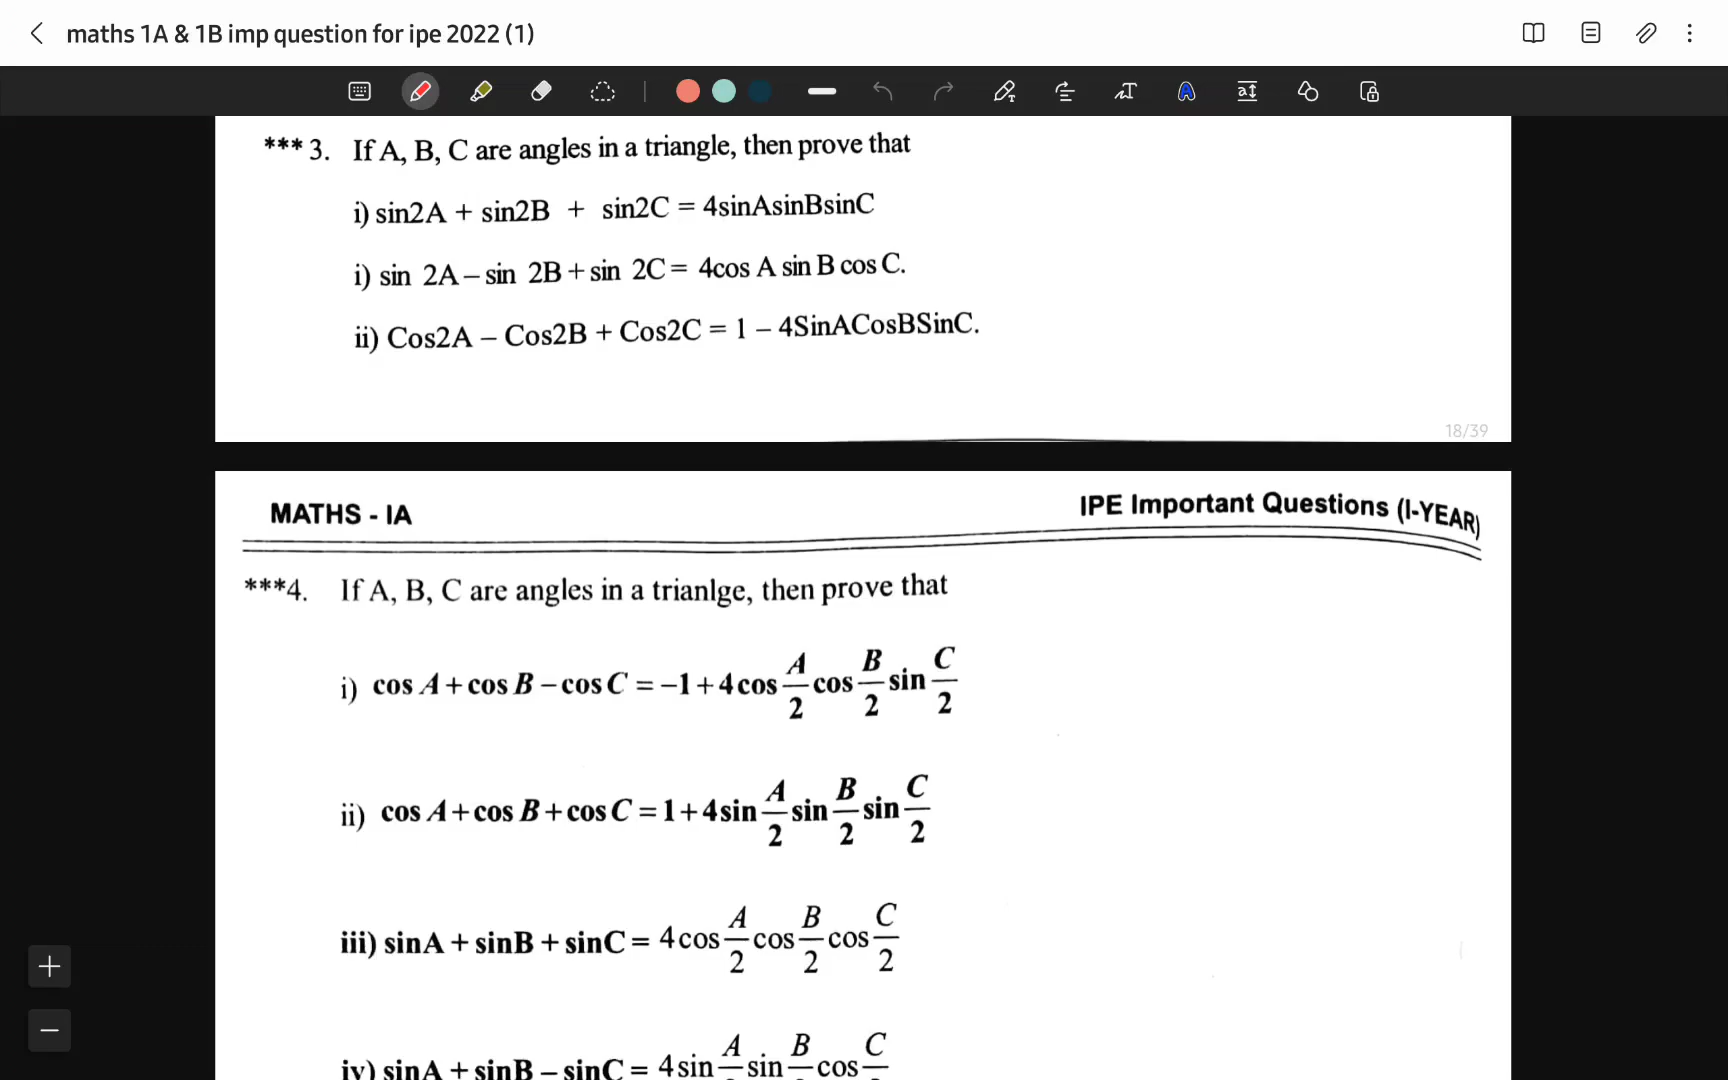 maths 1A & 1B imp question for ipe 2022 (1)
*** 3. If A, B, C are angles in a triangle, then prove that
i) sin2A + sin2B + sin2C = 4sinAsinBsinC
i) sin 2A – sin 2B + sin 2C = 4cos A sin B cos C.
ii) Cos2A – Cos2B + Cos2C = 1 – 4SinACosBSinC.
18/39
MATHS - IA IPE Important Questions (I-YEAR)
***4. If A, B, C are angles in a trianlge, then prove that
i) cos A + cos B – cos C = –1 + 4 cos A/2 cos B/2 sin C/2
ii) cos A + cos B + cos C = 1 + 4 sin A/2 sin B/2 sin C/2
iii) sinA + sinB + sinC = 4 cos A/2 cos B/2 cos C/2
iv) sinA + sinB – sinC = 4 sin A/ sin B/ cos C/